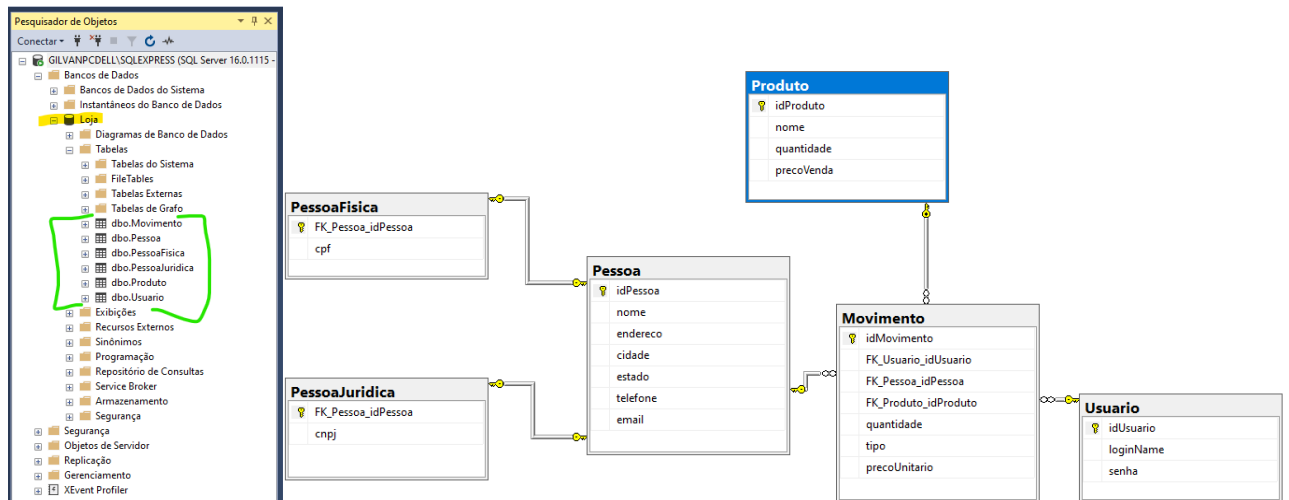 Pesquisador de Objetos
Conectar
GILVANPCDELL\SQLEXPRESS (SQL Server 16.0.1115 -
Bancos de Dados
Bancos de Dados do Sistema
Instantâneos do Banco de Dados
Loja
Diagramas de Banco de Dados
Tabelas
Tabelas do Sistema
FileTables
Tabelas Externas
Tabelas de Grafo
dbo.Movimento
dbo.Pessoa
dbo.PessoaFisica
dbo.PessoaJuridica
dbo.Produto
dbo.Usuario
Exibições
Recursos Externos
Sinônimos
Programação
Repositório de Consultas
Service Broker
Armazenamento
Segurança
Segurança
Objetos de Servidor
Replicação
Gerenciamento
XEvent Profiler
PessoaFisica
FK_Pessoa_idPessoa
cpf
PessoaJuridica
FK_Pessoa_idPessoa
cnpj
Pessoa
idPessoa
nome
endereco
cidade
estado
telefone
email
Produto
idProduto
nome
quantidade
precoVenda
Movimento
idMovimento
FK_Usuario_idUsuario
FK_Pessoa_idPessoa
FK_Produto_idProduto
quantidade
tipo
precoUnitario
Usuario
idUsuario
loginName
senha